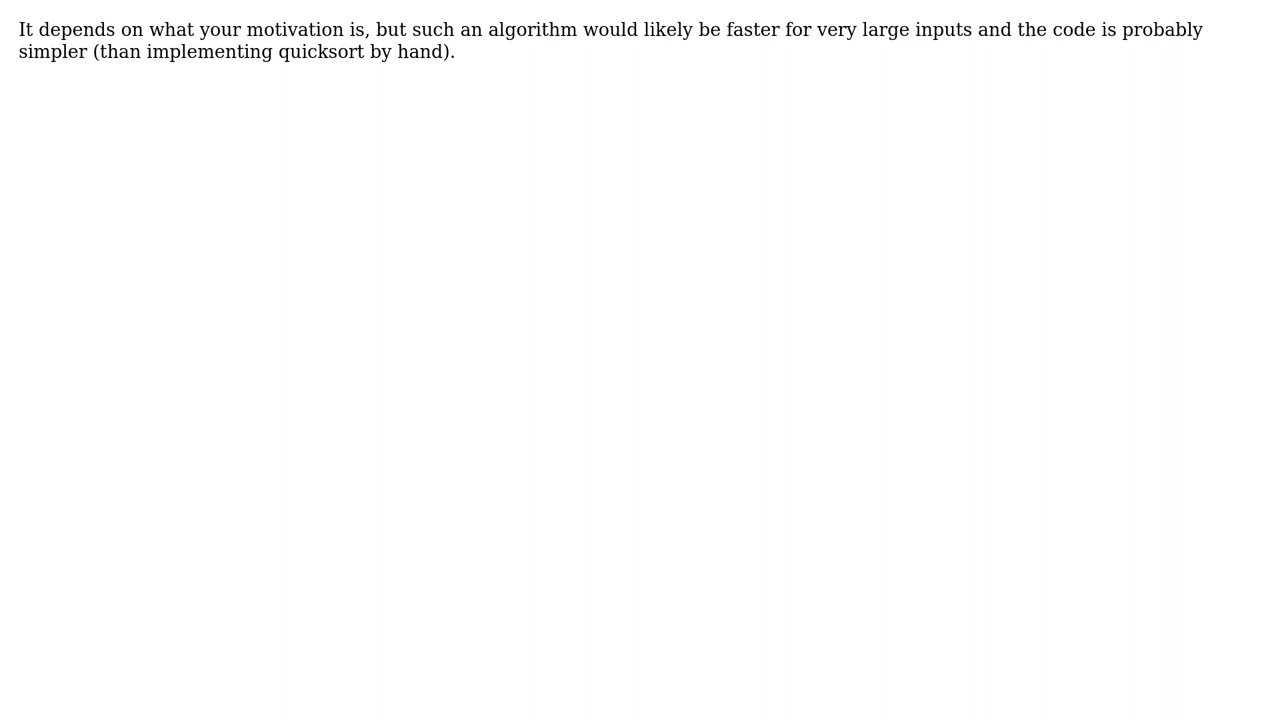 It depends on what your motivation is, but such an algorithm would likely be faster for very large inputs and the code is probably
simpler (than implementing quicksort by hand).